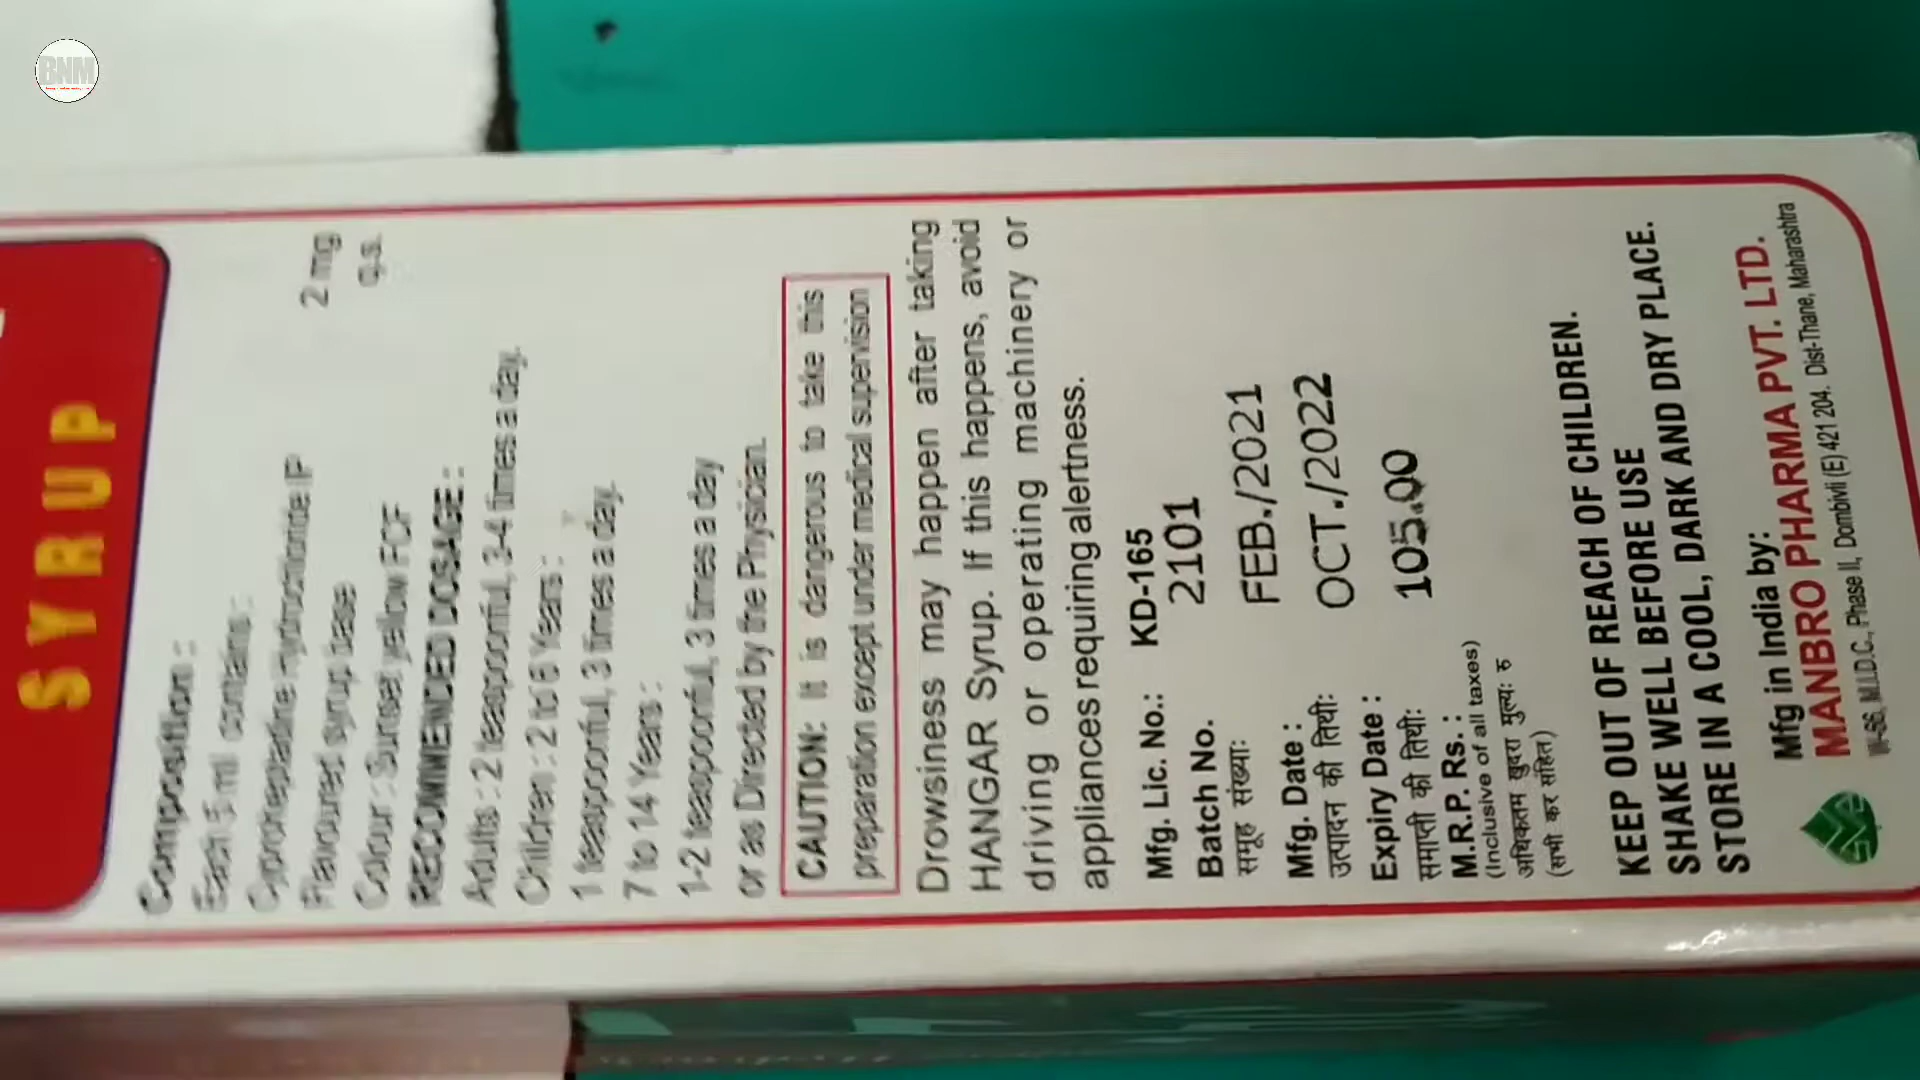 BNM
SYRUP
Composition :
Each 5 ml contains :
Cyproheptadine Hydrochloride IP 2 mg
Flavoured syrup base q.s.
Colour : Sunset yellow FCF
RECOMMENDED DOSAGE :
Adults : 2 teaspoonful, 3-4 times a day.
Children : 2 to 6 Years :
1 teaspoonful, 3 times a day.
7 to 14 Years :
1-2 teaspoonful, 3 times a day
or as Directed by the Physician.
CAUTION: It is dangerous to take this
preparation except under medical supervision
Drowsiness may happen after taking
HANGAR Syrup. If this happens, avoid
driving or operating machinery or
appliances requiring alertness.
Mfg. Lic. No.: KD-165
Batch No. 2101
समूह संख्याः
Mfg. Date : FEB./2021
उत्पादन की तिथीः
Expiry Date : OCT./2022
समाप्ती की तिथीः
M.R.P. Rs. : 105.00
(Inclusive of all taxes)
अधिकतम खुदरा मुल्यः रु
(सभी कर सहित)
KEEP OUT OF REACH OF CHILDREN.
SHAKE WELL BEFORE USE
STORE IN A COOL, DARK AND DRY PLACE.
Mfg in India by:
MANBRO PHARMA PVT. LTD.
W-66, M.I.D.C., Phase II, Dombivli (E) 421 204. Dist-Thane, Maharashtra